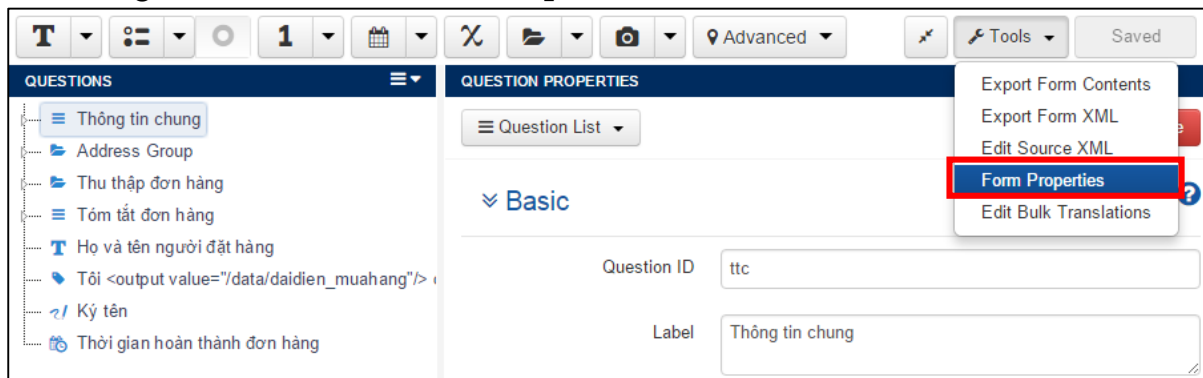 T 1 Advanced Tools Saved
QUESTIONS
QUESTION PROPERTIES
Thông tin chung
Address Group
Thu thập đơn hàng
Tóm tắt đơn hàng
T Họ và tên người đặt hàng
Tôi <output value="/data/daidien_muahang"/>
Ký tên
Thời gian hoàn thành đơn hàng
Question List
Export Form Contents
Export Form XML
Edit Source XML
Form Properties
Edit Bulk Translations
Basic
?
Question ID ttc
Label Thông tin chung